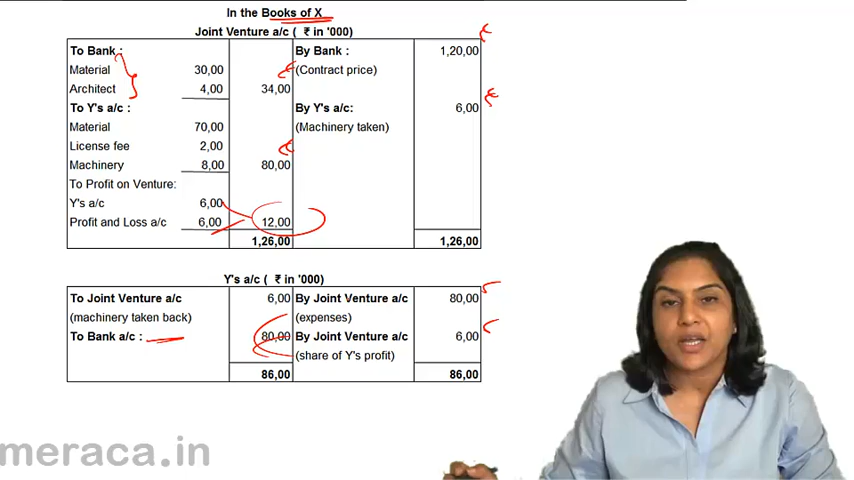 In the Books of X
Joint Venture a/c ( ₹ in '000)
To Bank : By Bank : 1,20,00
Material 30,00 (Contract price)
Architect 4,00 34,00
To Y's a/c : By Y's a/c: 6,00
Material 70,00 (Machinery taken)
License fee 2,00
Machinery 8,00 80,00
To Profit on Venture:
Y's a/c 6,00
Profit and Loss a/c 6,00 12,00
1,26,00 1,26,00
Y's a/c ( ₹ in '000)
To Joint Venture a/c 6,00 By Joint Venture a/c 80,00
(machinery taken back) (expenses)
To Bank a/c : 80,00 By Joint Venture a/c 6,00
(share of Y's profit)
86,00 86,00
meraca.in